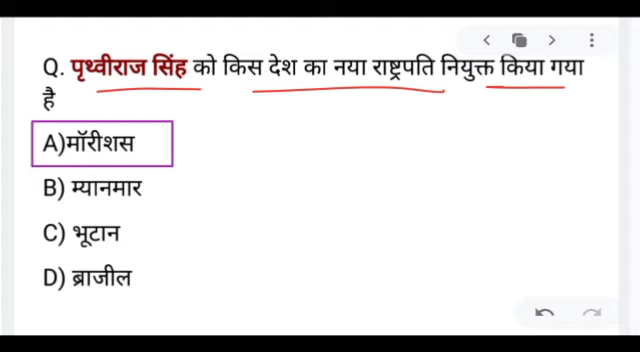 Q. पृथ्वीराज सिंह को किस देश का नया राष्ट्रपति नियुक्त किया गया
है
A)मॉरीशस
B) म्यानमार
C) भूटान
D) ब्राजील